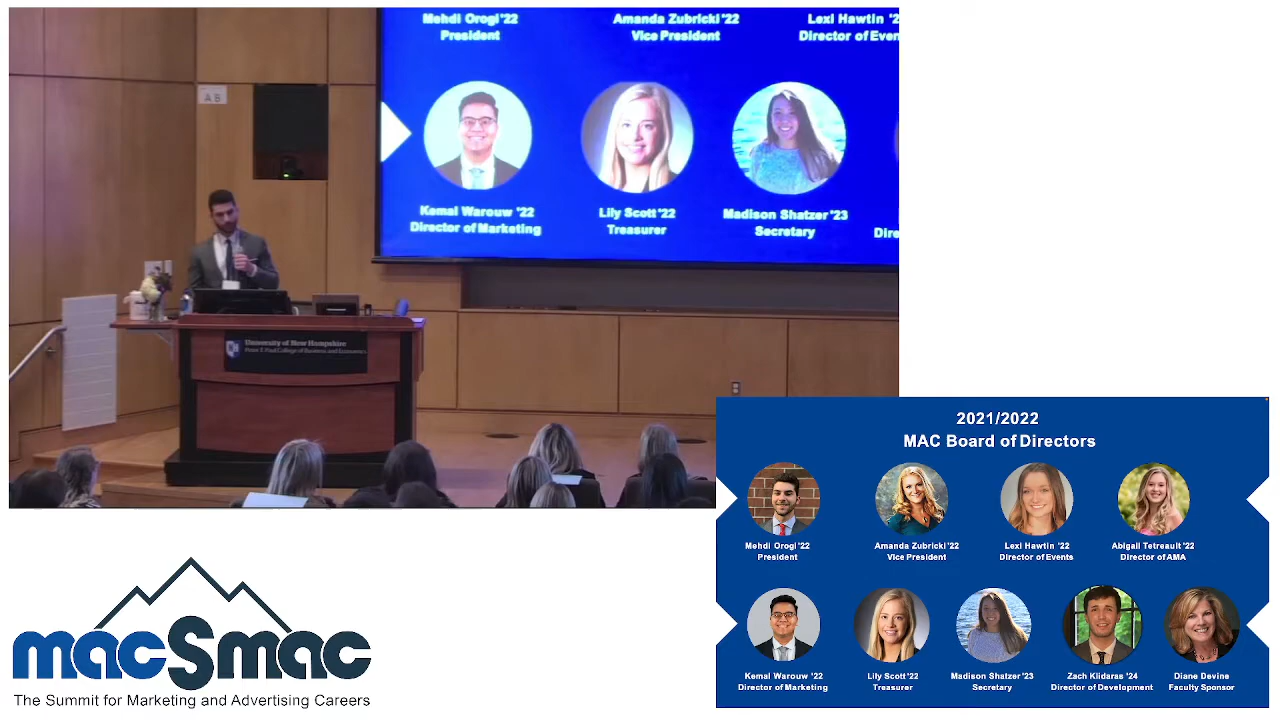 Mehdi Orogi '22
President
Amanda Zubricki '22
Vice President
Lexi Hawtin '2
Director of Even
A B
Kemal Warouw '22
Director of Marketing
Lily Scott '22
Treasurer
Madison Shatzer '23
Secretary
Dire
University of New Hampshire
Peter T. Paul College of Business and Economics
2021/2022
MAC Board of Directors
Mehdi Orogi '22
President
Amanda Zubricki '22
Vice President
Lexi Hawtin '22
Director of Events
Abigail Tetreault '22
Director of AMA
Kemal Warouw '22
Director of Marketing
Lily Scott '22
Treasurer
Madison Shatzer '23
Secretary
Zach Klidaras '24
Director of Development
Diane Devine
Faculty Sponsor
macSmac
The Summit for Marketing and Advertising Careers